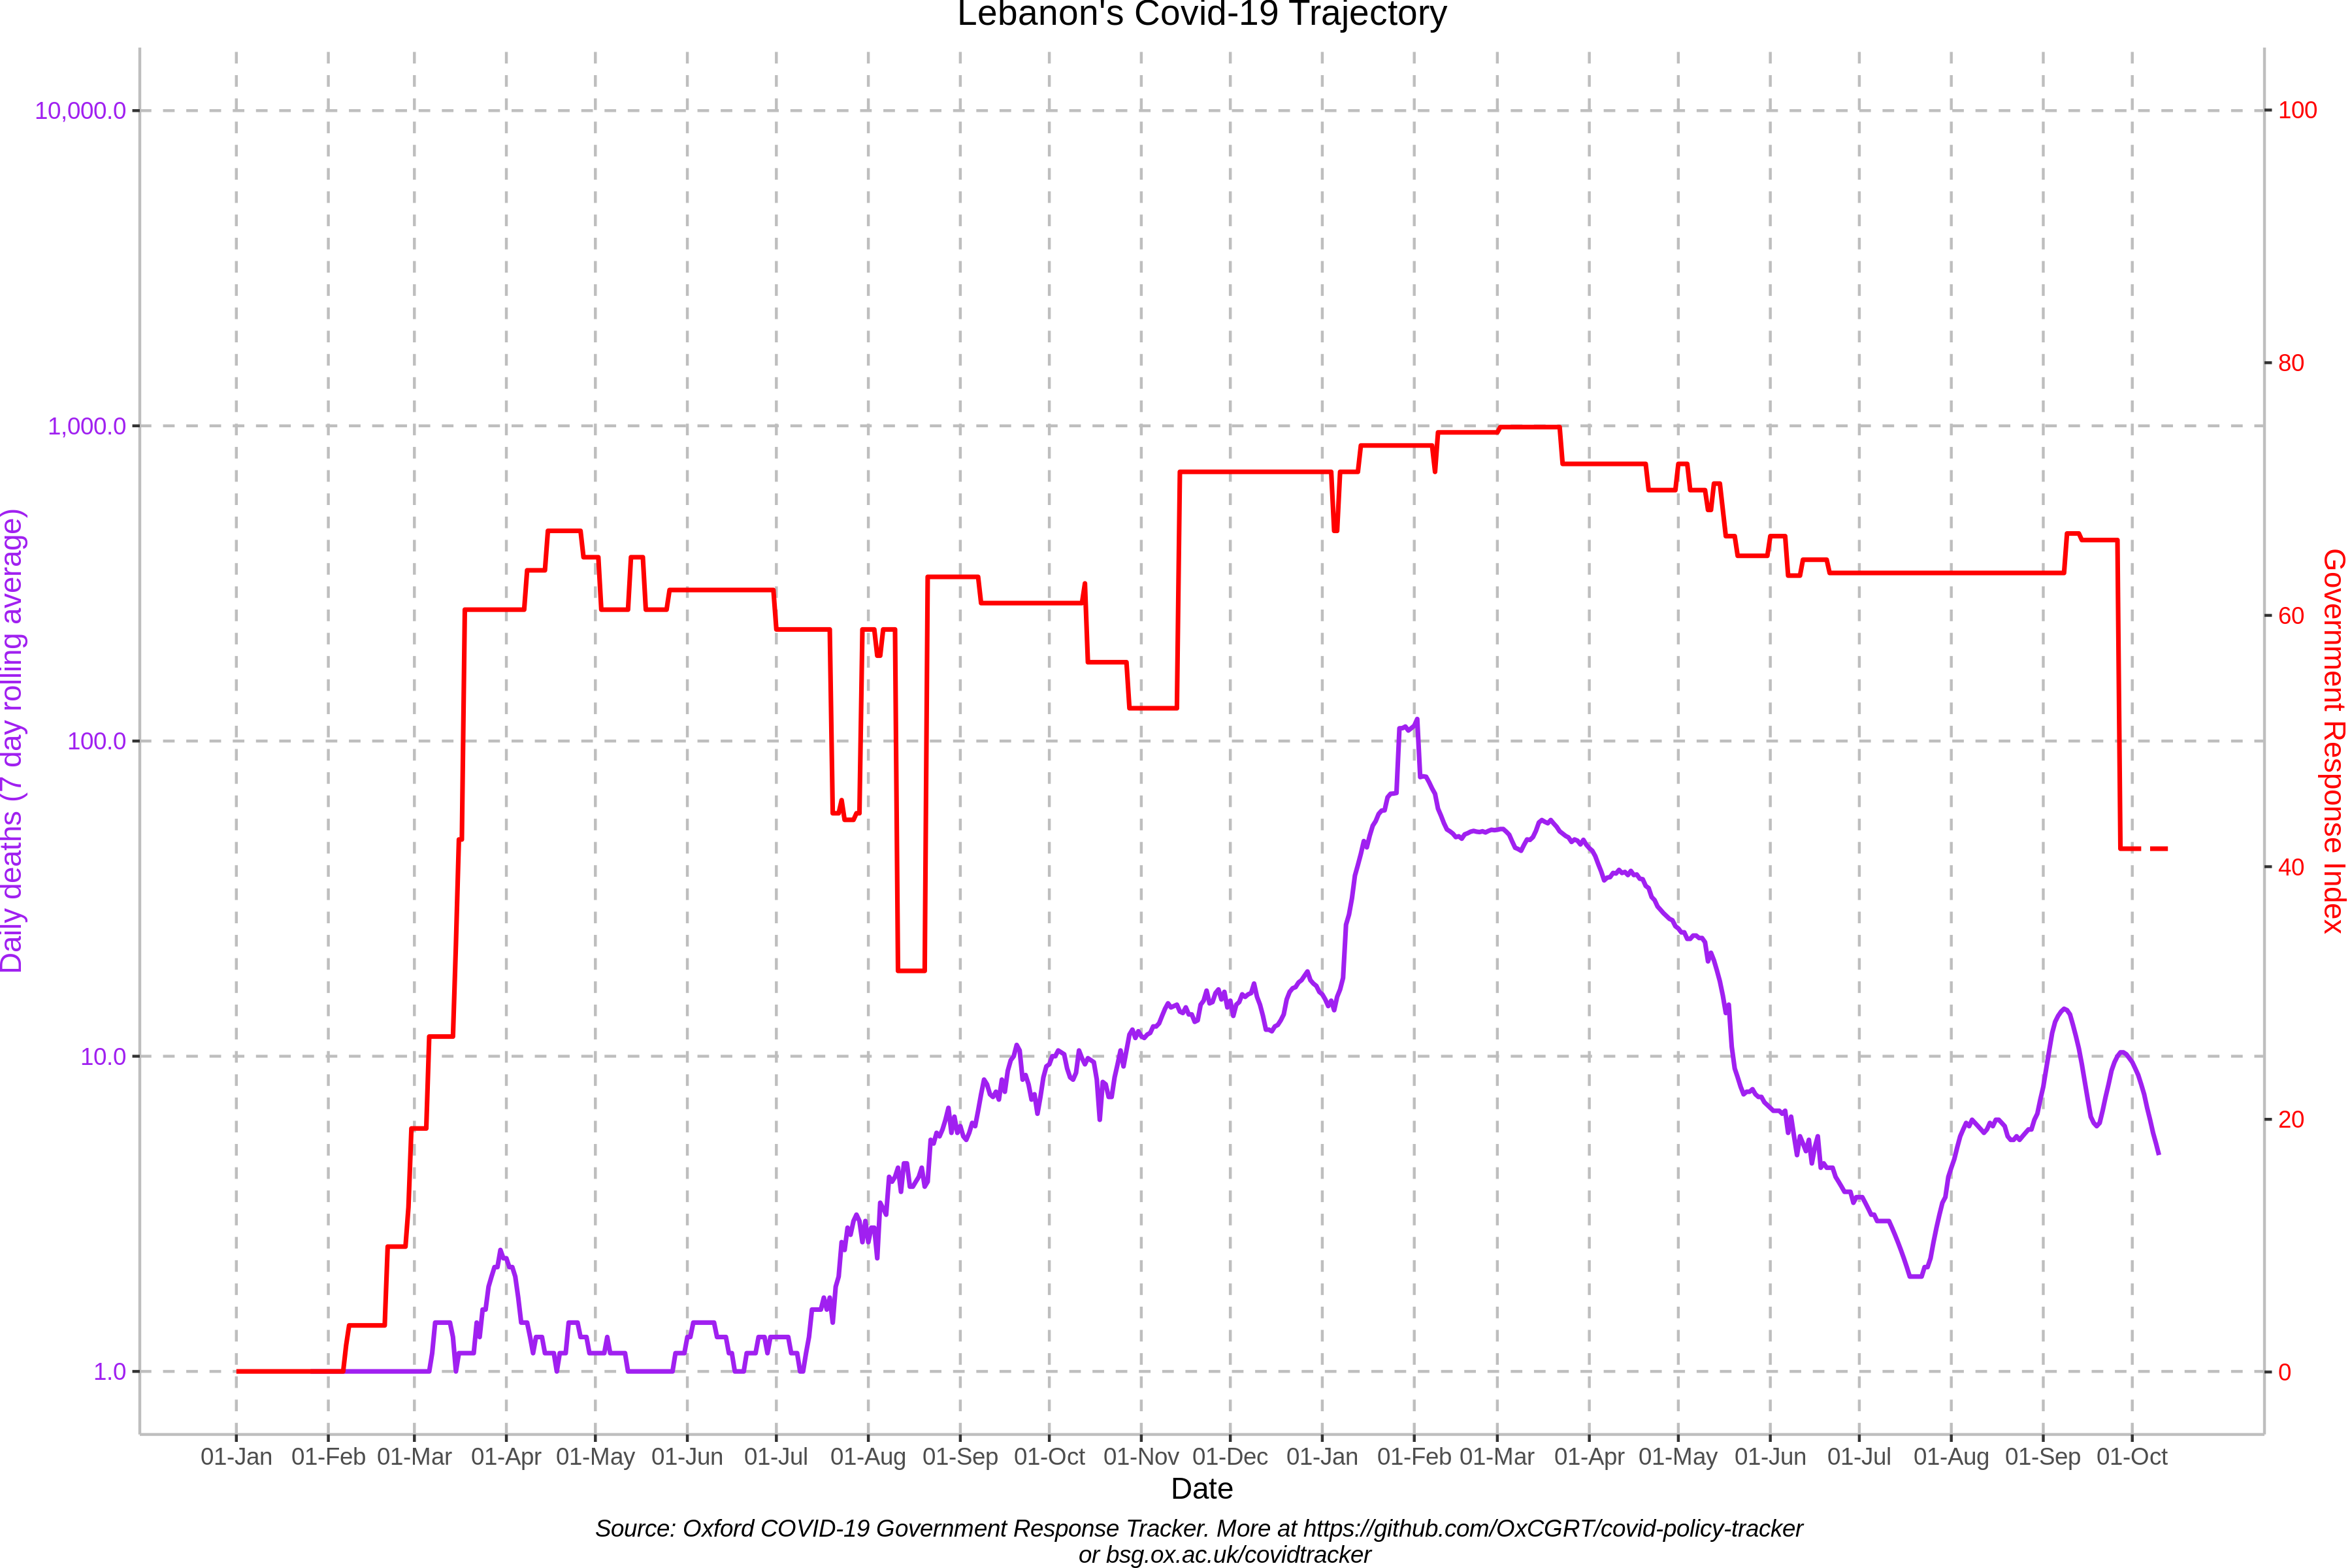 Lebanon's Covid-19 Trajectory
10,000.0
1,000.0
100.0
10.0
1.0
Daily deaths (7 day rolling average)
100
80
60
40
20
0
Government Response Index
01-Jan 01-Feb 01-Mar 01-Apr 01-May 01-Jun 01-Jul 01-Aug 01-Sep 01-Oct 01-Nov 01-Dec 01-Jan 01-Feb 01-Mar 01-Apr 01-May 01-Jun 01-Jul 01-Aug 01-Sep 01-Oct
Date
Source: Oxford COVID-19 Government Response Tracker. More at https://github.com/OxCGRT/covid-policy-tracker
or bsg.ox.ac.uk/covidtracker